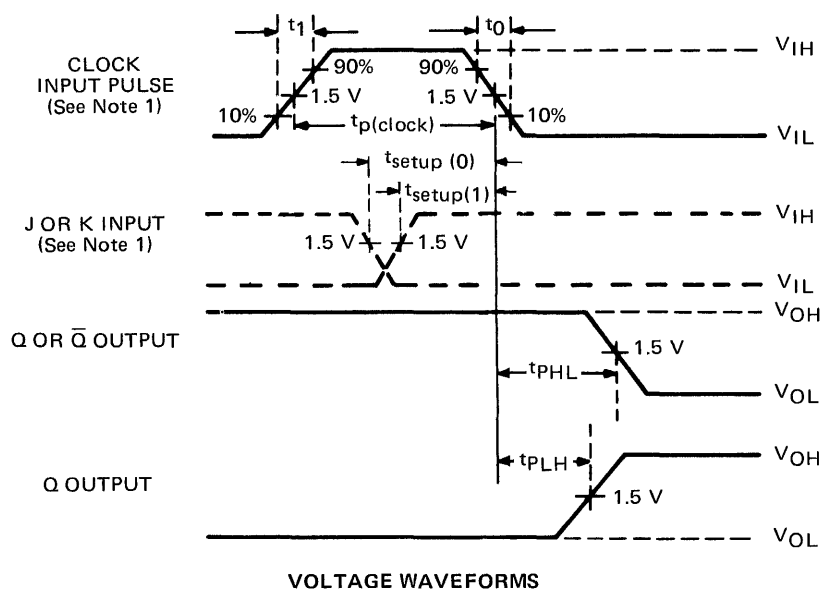 t1
t0
VIH
CLOCK
INPUT PULSE
(See Note 1)
90%
90%
1.5 V
1.5 V
10%
10%
tp(clock)
VIL
tsetup (0)
tsetup(1)
VIH
J OR K INPUT
(See Note 1)
1.5 V
1.5 V
VIL
VOH
Q OR Q̅ OUTPUT
1.5 V
tPHL
VOL
VOH
tPLH
Q OUTPUT
1.5 V
VOL
VOLTAGE WAVEFORMS